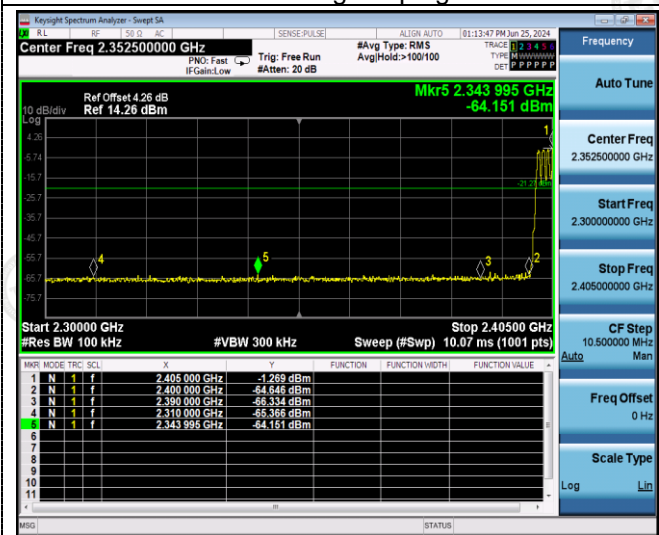 Keysight Spectrum Analyzer - Swept SA
RL RF 50 Ω AC SENSE:PULSE ALIGN AUTO 01:13:47 PM Jun 25, 2024
Center Freq 2.352500000 GHz
PNO: Fast
IFGain:Low
Trig: Free Run
#Atten: 20 dB
#Avg Type: RMS
Avg|Hold:>100/100
TRACE 1 2 3 4 5 6
TYPE M W W W W W
DET P P P P P P
Ref Offset 4.26 dB
10 dB/div Ref 14.26 dBm
Log
Mkr5 2.343 995 GHz
-64.151 dBm
4.26
-5.74
-15.7
-25.7
-35.7
-45.7
-55.7
-65.7
-75.7
1
4
5
3
2
Start 2.30000 GHz Stop 2.40500 GHz
#Res BW 100 kHz #VBW 300 kHz Sweep (#Swp) 10.07 ms (1001 pts)
MKR MODE TRC SCL X Y FUNCTION FUNCTION WIDTH FUNCTION VALUE
1 N 1 f 2.405 000 GHz -1.269 dBm
2 N 1 f 2.400 000 GHz -64.646 dBm
3 N 1 f 2.390 000 GHz -66.334 dBm
4 N 1 f 2.310 000 GHz -65.366 dBm
5 N 1 f 2.343 995 GHz -64.151 dBm
6
7
8
9
10
11
MSG STATUS
Frequency
Auto Tune
Center Freq
2.352500000 GHz
Start Freq
2.300000000 GHz
Stop Freq
2.405000000 GHz
CF Step
10.500000 MHz
Auto Man
Freq Offset
0 Hz
Scale Type
Log Lin